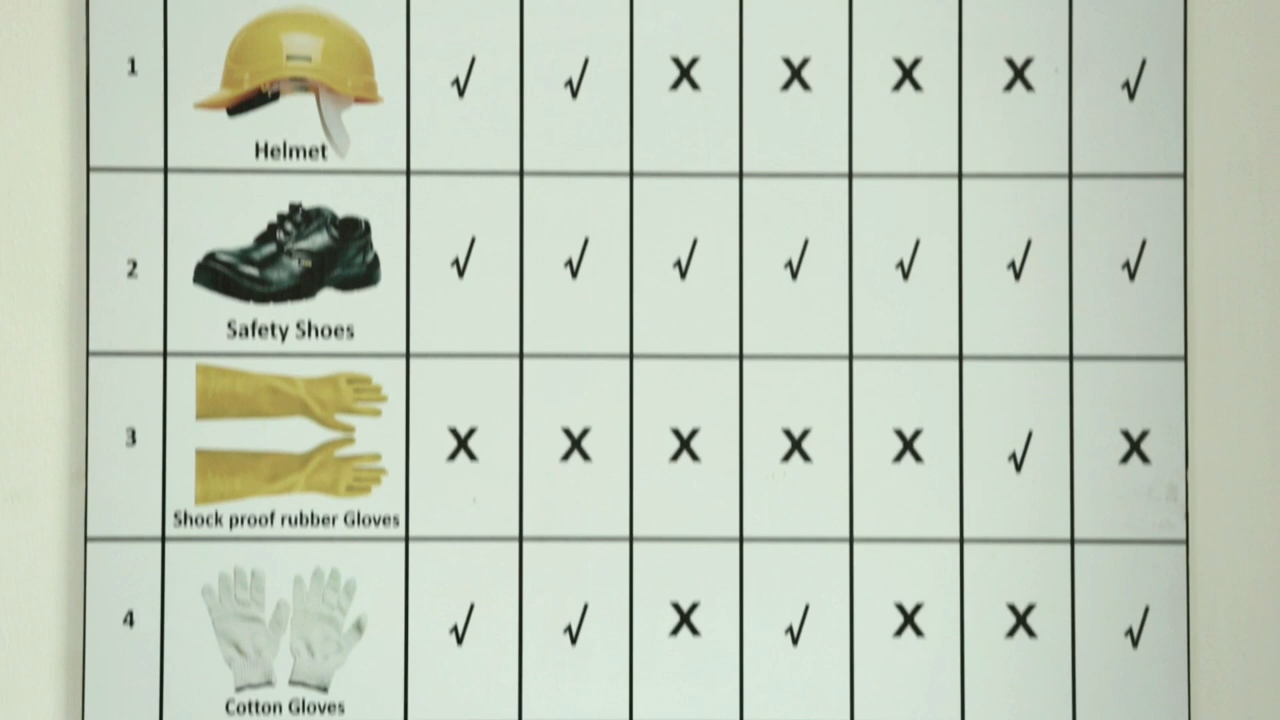 1 √ √ X X X X √
Helmet
2 √ √ √ √ √ √ √
Safety Shoes
3 X X X X X √ X
Shock proof rubber Gloves
4 √ √ X √ X X √
Cotton Gloves